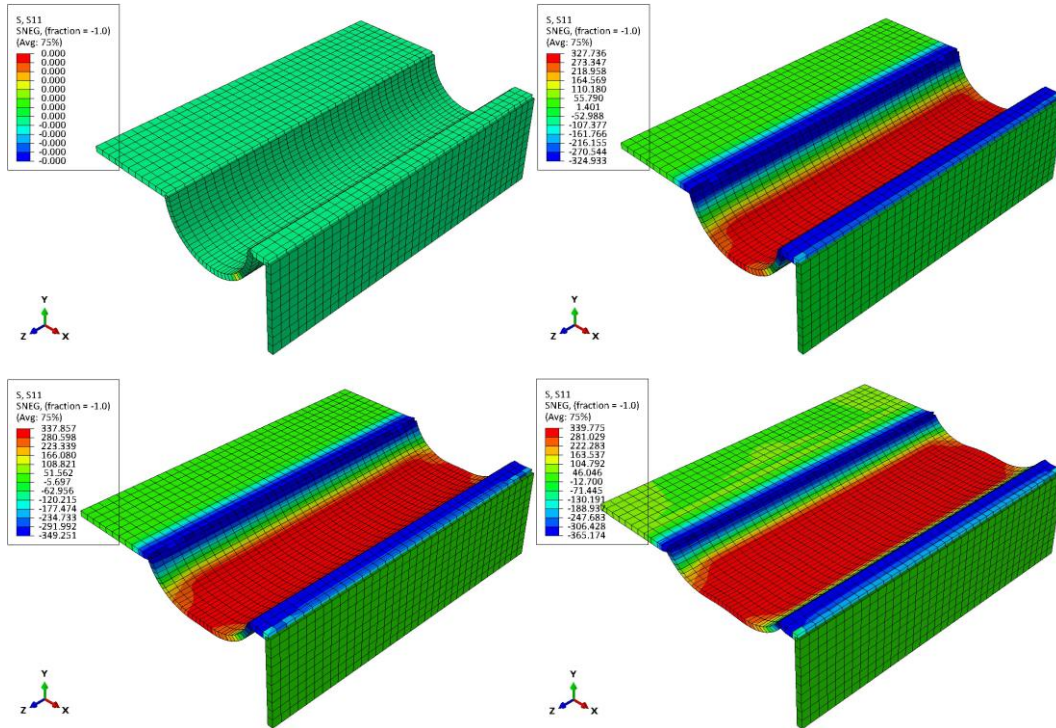 S, S11
SNEG, (fraction = -1.0)
(Avg: 75%)
0.000
0.000
0.000
0.000
0.000
0.000
0.000
-0.000
-0.000
-0.000
-0.000
-0.000
-0.000
Y
Z
X
S, S11
SNEG, (fraction = -1.0)
(Avg: 75%)
327.736
273.347
218.958
164.569
110.180
55.790
1.401
-52.988
-107.377
-161.766
-216.155
-270.544
-324.933
Y
Z
X
S, S11
SNEG, (fraction = -1.0)
(Avg: 75%)
337.857
280.598
223.339
166.080
108.821
51.562
-5.697
-62.956
-120.215
-177.474
-234.733
-291.992
-349.251
Y
Z
X
S, S11
SNEG, (fraction = -1.0)
(Avg: 75%)
339.775
281.029
222.283
163.537
104.792
46.046
-12.700
-71.445
-130.191
-188.937
-247.683
-306.428
-365.174
Y
Z
X